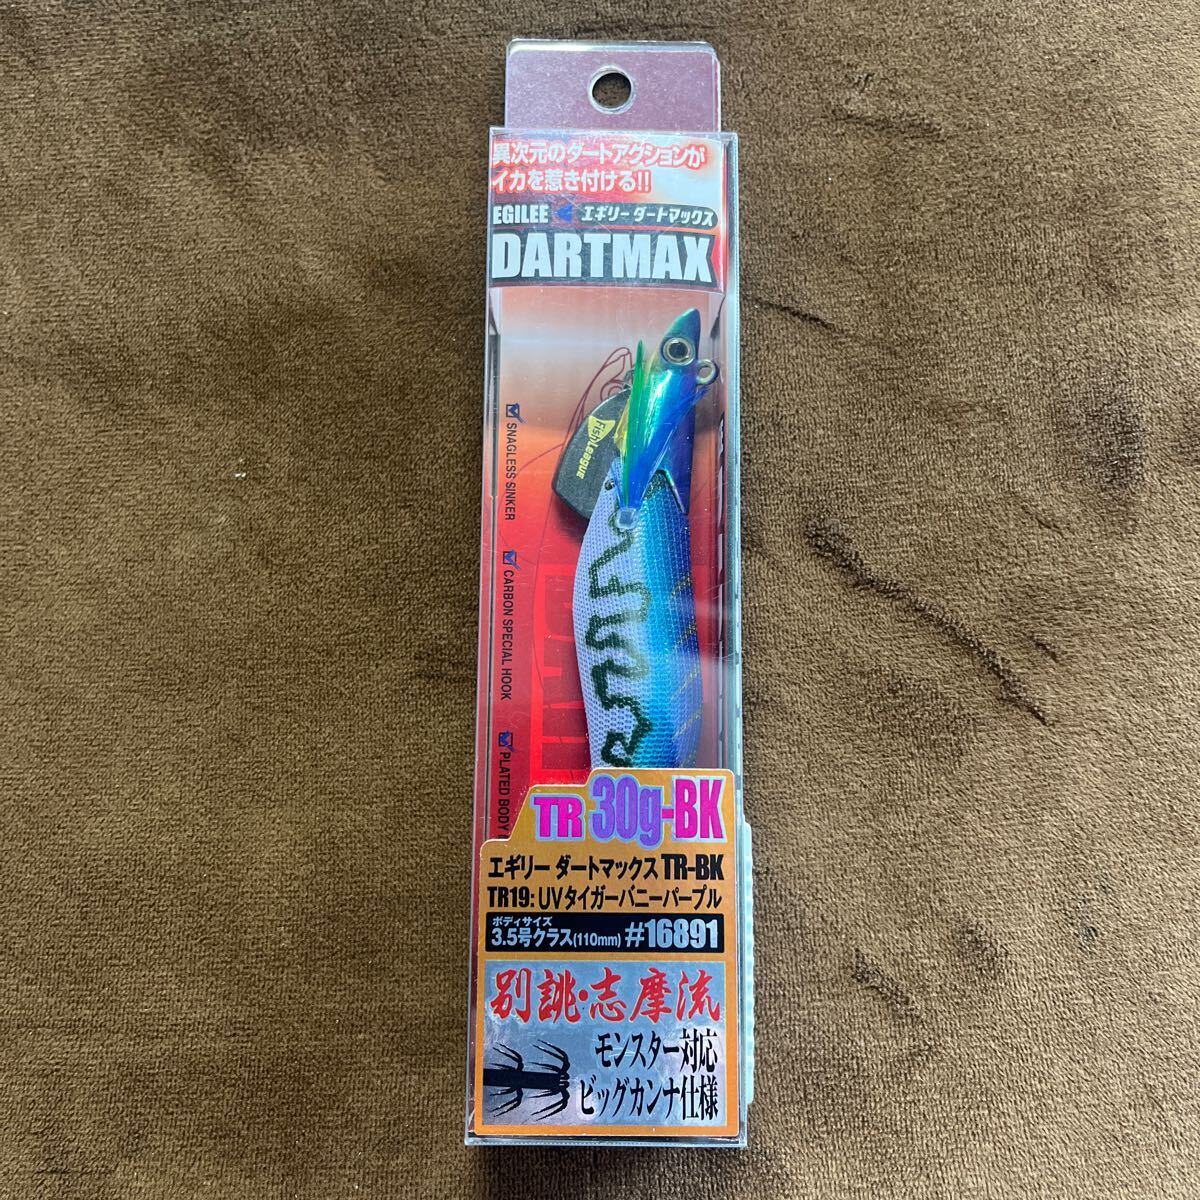 異次元のダートアクションが
イカを惹き付ける!!
EGILEE エギリー ダートマックス
DARTMAX
FishLeague
SNAGLESS SINKER
CARBON SPECIAL HOOK
PLATED BODY
TR 30g-BK
エギリー ダートマックス TR-BK
TR19: UVタイガーバニーパープル
ボディサイズ
3.5号クラス(110mm) #16891
別誂・志摩流
モンスター対応
ビッグカンナ仕様